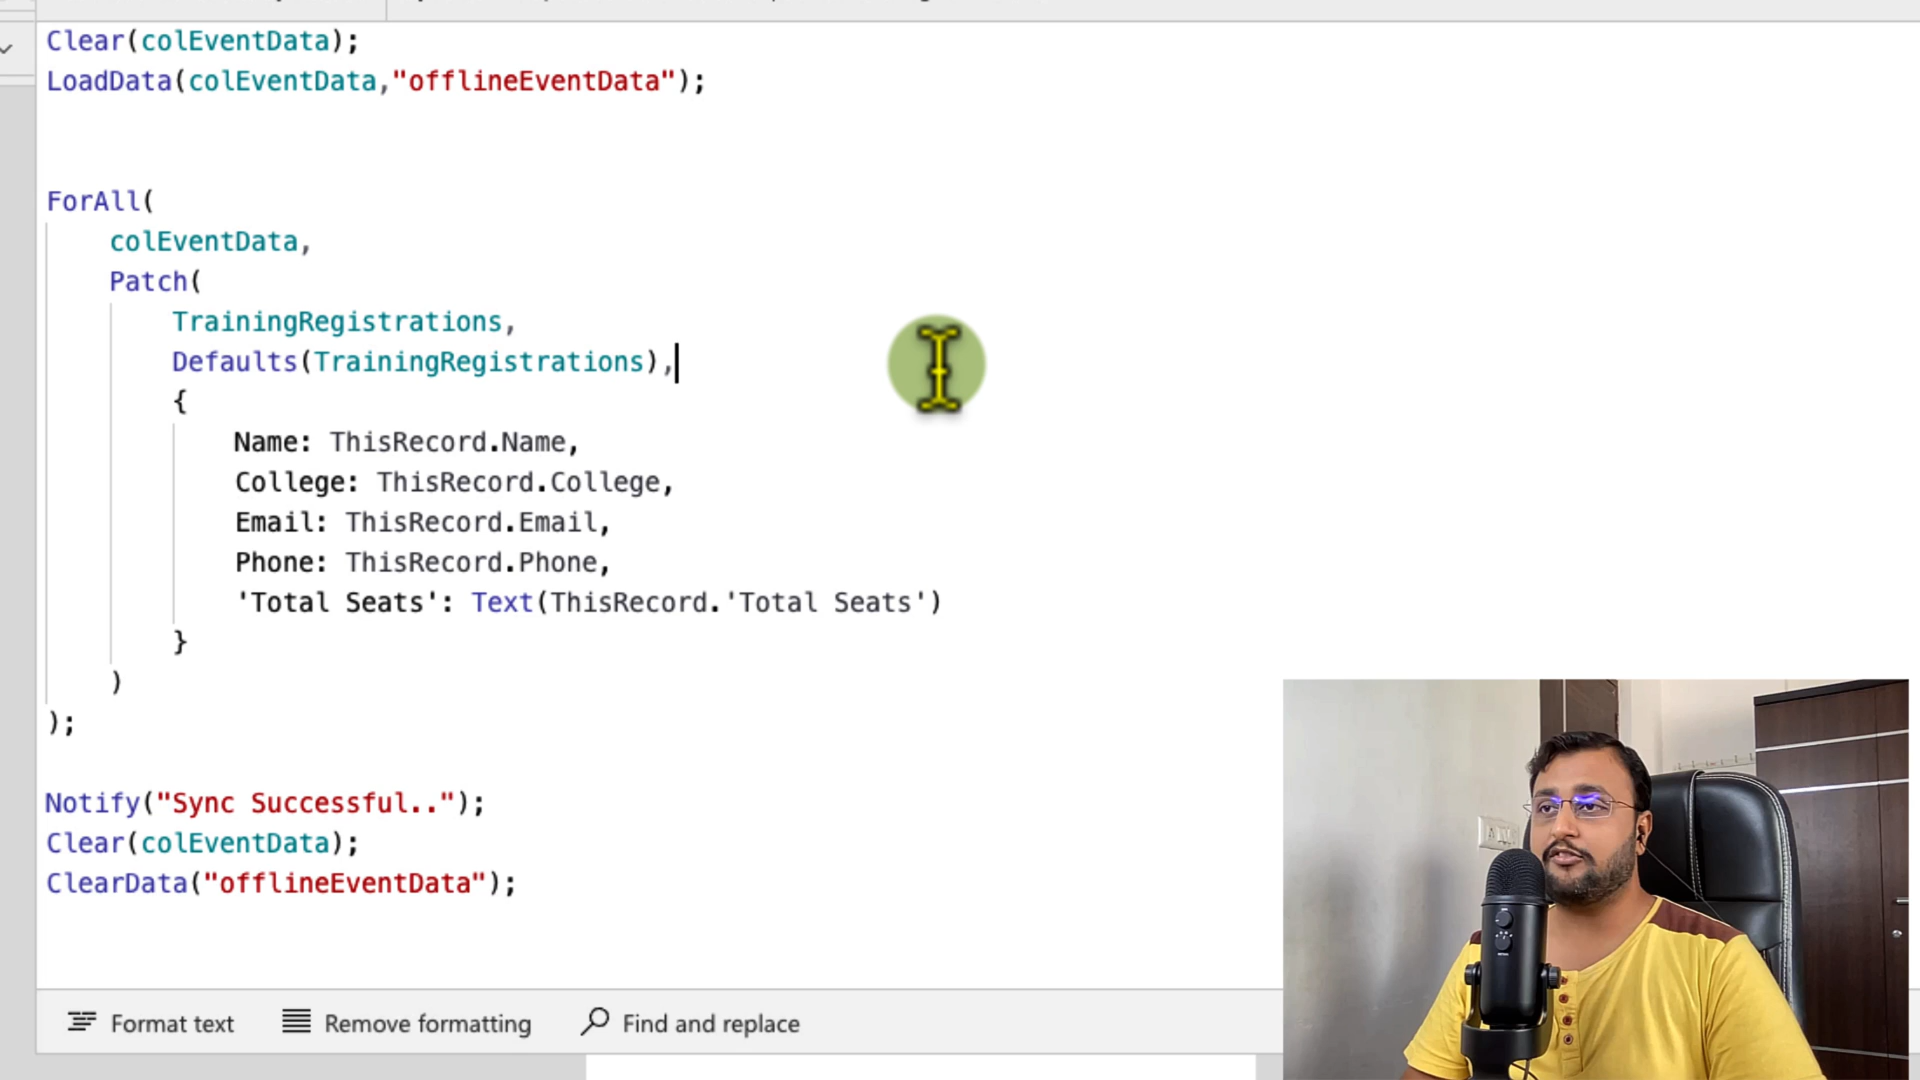 Clear(colEventData);
LoadData(colEventData,"offlineEventData");
ForAll(
colEventData,
Patch(
TrainingRegistrations,
Defaults(TrainingRegistrations),
{
Name: ThisRecord.Name,
College: ThisRecord.College,
Email: ThisRecord.Email,
Phone: ThisRecord.Phone,
'Total Seats': Text(ThisRecord.'Total Seats')
}
)
);
Notify("Sync Successful..");
Clear(colEventData);
ClearData("offlineEventData");
Format text Remove formatting Find and replace